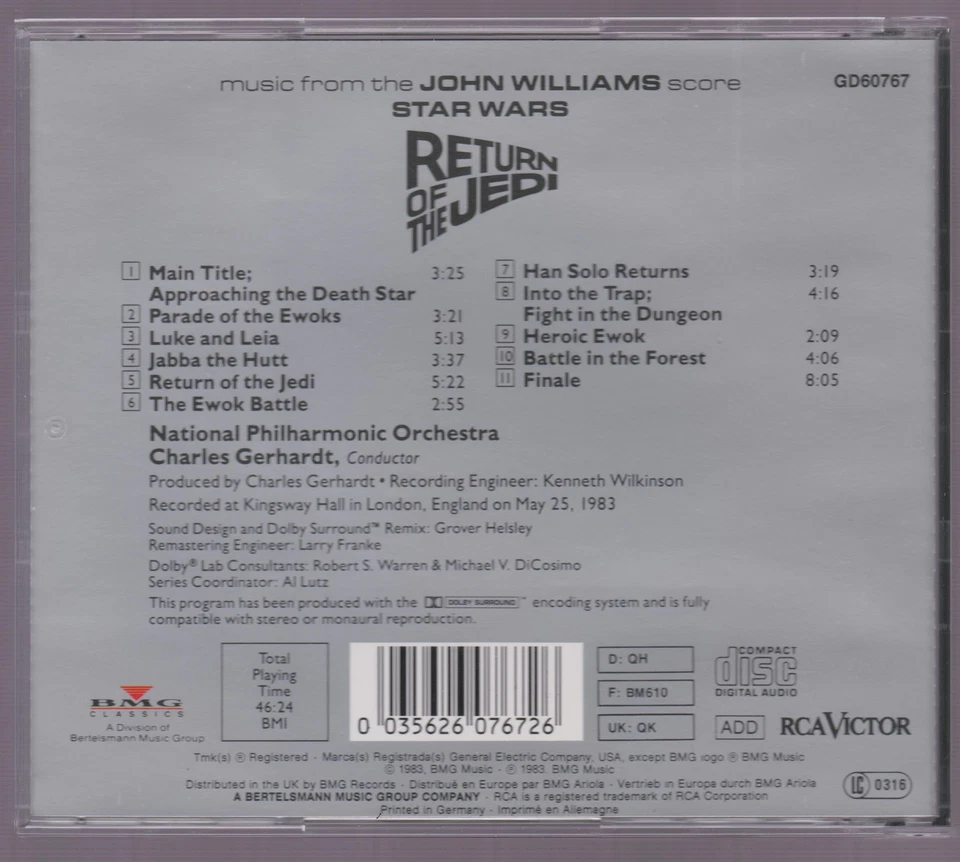 music from the JOHN WILLIAMS score
GD60767
STAR WARS
RETURN
OF
THE JEDI
1 Main Title; 3:25
Approaching the Death Star
2 Parade of the Ewoks 3:21
3 Luke and Leia 5:13
4 Jabba the Hutt 3:37
5 Return of the Jedi 5:22
6 The Ewok Battle 2:55
7 Han Solo Returns 3:19
8 Into the Trap; 4:16
Fight in the Dungeon
9 Heroic Ewok 2:09
10 Battle in the Forest 4:06
11 Finale 8:05
National Philharmonic Orchestra
Charles Gerhardt, Conductor
Produced by Charles Gerhardt • Recording Engineer: Kenneth Wilkinson
Recorded at Kingsway Hall in London, England on May 25, 1983
Sound Design and Dolby Surround™ Remix: Grover Helsley
Remastering Engineer: Larry Franke
Dolby® Lab Consultants: Robert S. Warren & Michael V. DiCosimo
Series Coordinator: Al Lutz
This program has been produced with the DOLBY SURROUND™ encoding system and is fully
compatible with stereo or monaural reproduction.
BMG
CLASSICS
A Division of
Bertelsmann Music Group
Total
Playing
Time
46:24
BMI
0 035626 076726
D: QH
F: BM610
UK: QK
COMPACT
disc
DIGITAL AUDIO
ADD
RCA VICTOR
Tmk(s) ® Registered · Marca(s) Registrada(s) General Electric Company, USA, except BMG logo ® BMG Music
© 1983, BMG Music · ℗ 1983, BMG Music
Distributed in the UK by BMG Records · Distribué en Europe par BMG Ariola · Vertrieb in Europa durch BMG Ariola
A BERTELSMANN MUSIC GROUP COMPANY · RCA is a registered trademark of RCA Corporation
Printed in Germany · Imprimé en Allemagne
LC 0316